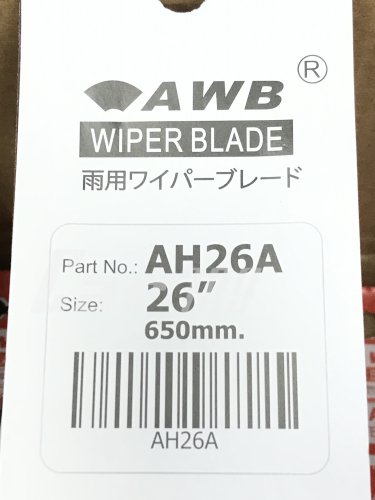 AWB ®
WIPER BLADE
雨用ワイパーブレード
Part No.: AH26A
Size: 26”
650mm.
AH26A